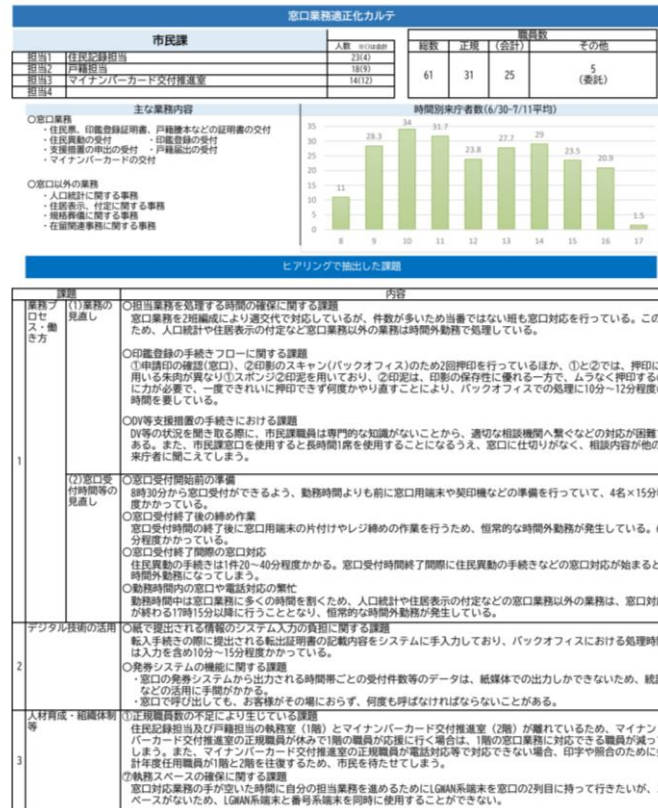 窓口業務適正化カルテ
市民課
人数 ※()は会計
職員数
総数 正規 (会計) その他
担当1 住民記録担当 23(4)
担当2 戸籍担当 18(9)
担当3 マイナンバーカード交付推進室 14(12)
担当4
61 31 25 5
(委託)
主な業務内容
○窓口業務
・住民票、印鑑登録証明書、戸籍謄本などの証明書の交付
・住民異動の受付 ・印鑑登録の受付
・支援措置の申出の受付 ・戸籍届出の受付
・マイナンバーカードの交付
○窓口以外の業務
・人口統計に関する事務
・住居表示、付定に関する事務
・規格葬儀に関する事務
・在留関連事務に関する事務
時間別来庁者数(6/30-7/11平均)
35
30
25
20
15
10
5
0
11 28.3 34 31.7 23.8 27.7 29 23.5 20.9 1.5
8 9 10 11 12 13 14 15 16 17
ヒアリングで抽出した課題
課題 内容
1
業務プロセス・働き方
(1)業務の見直し
○担当業務を処理する時間の確保に関する課題
窓口業務を2班編成により週交代で対応しているが、件数が多いため当番ではない班も窓口対応を行っている。この
ため、人口統計や住居表示の付定など窓口業務以外の業務は時間外勤務で処理している。
○印鑑登録の手続きフローに関する課題
①申請印の確認(窓口)、②印影のスキャン(バックオフィス)のため2回押印を行っているほか、①と②では、押印に
用いる朱肉が異なり①スポンジ②印泥を用いており、②印泥は、印影の保存性に優れる一方で、ムラなく押印する
に力が必要で、一度できれいに押印できず何度かやり直すことにより、バックオフィスでの処理に10分~12分程度
時間を要している。
○DV等支援措置の手続きにおける課題
DV等の状況を聞き取る際に、市民課職員は専門的な知識がないことから、適切な相談機関へ繋ぐなどの対応が困難
ある。また、市民課窓口を使用すると長時間1席を使用することになるうえ、窓口に仕切りがなく、相談内容が他の
来庁者に聞こえてしまう。
(2)窓口受付時間等の見直し
○窓口受付開始前の準備
8時30分から窓口受付ができるよう、勤務時間よりも前に窓口用端末や契印機などの準備を行っていて、4名×15分
度かかっている。
○窓口受付終了後の締め作業
窓口受付時間の終了後に窓口用端末の片付けやレジ締めの作業を行うため、恒常的な時間外勤務が発生している。
分程度かかっている。
○窓口受付終了間際の窓口対応
住民異動の手続きは1件20~40分程度かかる。窓口受付時間終了間際に住民異動の手続きなどの窓口対応が始まると
時間外勤務になってしまう。
○勤務時間内の窓口や電話対応の繁忙
勤務時間中は窓口業務に多くの時間を割くため、人口統計や住居表示の付定などの窓口業務以外の業務は、窓口対
が終わる17時15分以降に行うこととなり、恒常的な時間外勤務が発生している。
2
デジタル技術の活用
○紙で提出される情報のシステム入力の負担に関する課題
転入手続きの際に提出される転出証明書の記載内容をシステムに手入力しており、バックオフィスにおける処理時
は入力を含め10分~15分程度かかっている。
○発券システムの機能に関する課題
・窓口の発券システムから出力される時間帯ごとの受付件数等のデータは、紙媒体での出力しかできないため、統
などの活用に手間がかかる。
・窓口で呼び出しても、お客様がその場におらず、何度も呼ばなければならないことがある。
3
人材育成・組織体制等
①正規職員数の不足により生じている課題
住民記録担当及び戸籍担当の執務室(1階)とマイナンバーカード交付推進室(2階)が離れているため、マイナン
バーカード交付推進室の正規職員が休みで1階の職員が応援に行く場合は、1階の窓口業務に対応できる職員が減っ
しまう。また、マイナンバーカード交付推進室の正規職員が電話対応等で対応できない場合、印字や照合のために
計年度任用職員が1階と2階を往復するため、市民を待たせてしまう。
②執務スペースの確保に関する課題
窓口対応業務の手が空いた時間に自分の担当業務を進めるためにLGWAN系端末を窓口の2列目に持って行きたいが、
ペースがないため、LGWAN系端末と番号系端末を同時に使用することができない。